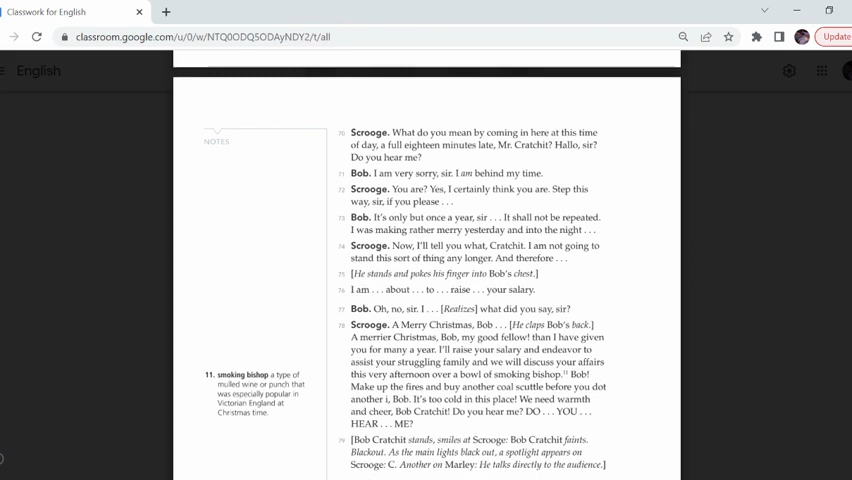 Classwork for English
classroom.google.com/u/0/w/NTQ0ODQ5ODAyNDY2/t/all
Update
English
NOTES
70 Scrooge. What do you mean by coming in here at this time
of day, a full eighteen minutes late, Mr. Cratchit? Hallo, sir?
Do you hear me?
71 Bob. I am very sorry, sir. I am behind my time.
72 Scrooge. You are? Yes, I certainly think you are. Step this
way, sir, if you please . . .
73 Bob. It's only but once a year, sir . . . It shall not be repeated.
I was making rather merry yesterday and into the night . . .
74 Scrooge. Now, I'll tell you what, Cratchit. I am not going to
stand this sort of thing any longer. And therefore . . .
75 [He stands and pokes his finger into Bob's chest.]
76 I am . . . about . . . to . . . raise . . . your salary.
77 Bob. Oh, no, sir. I . . . [Realizes] what did you say, sir?
78 Scrooge. A Merry Christmas, Bob . . . [He claps Bob's back.]
A merrier Christmas, Bob, my good fellow! than I have given
you for many a year. I'll raise your salary and endeavor to
assist your struggling family and we will discuss your affairs
this very afternoon over a bowl of smoking bishop.11 Bob!
Make up the fires and buy another coal scuttle before you dot
another i, Bob. It's too cold in this place! We need warmth
and cheer, Bob Cratchit! Do you hear me? DO . . . YOU . . .
HEAR . . . ME?
11. smoking bishop a type of
mulled wine or punch that
was especially popular in
Victorian England at
Christmas time.
79 [Bob Cratchit stands, smiles at Scrooge: Bob Cratchit faints.
Blackout. As the main lights black out, a spotlight appears on
Scrooge: C. Another on Marley: He talks directly to the audience.]